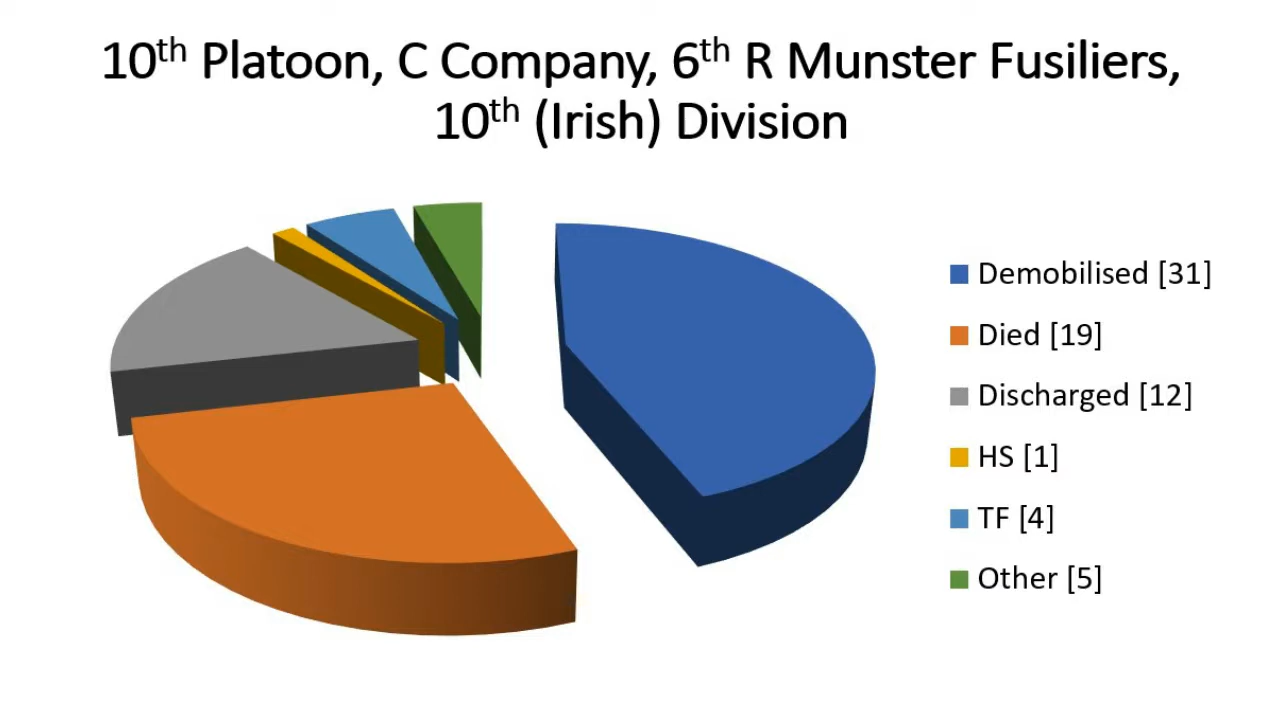 10th Platoon, C Company, 6th R Munster Fusiliers,
10th (Irish) Division
Demobilised [31]
Died [19]
Discharged [12]
HS [1]
TF [4]
Other [5]